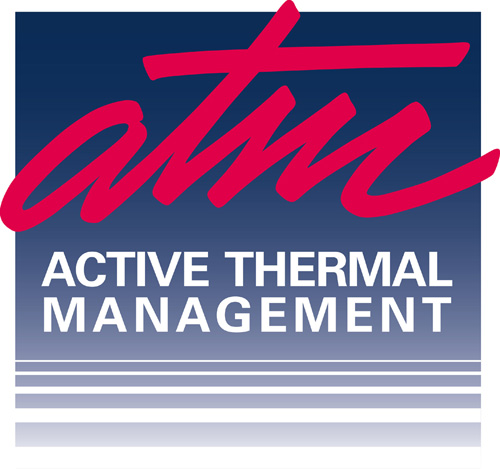 atm
ACTIVE THERMAL
MANAGEMENT